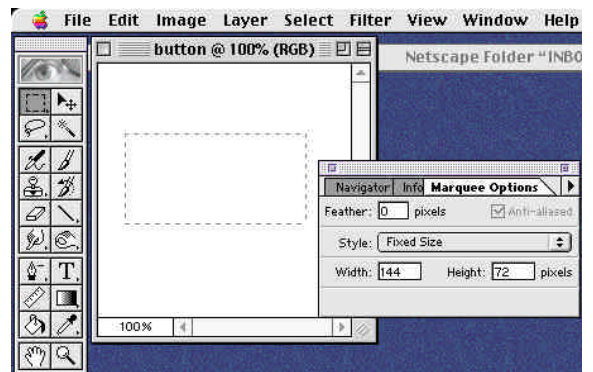 File Edit Image Layer Select Filter View Window Help
button @ 100% (RGB)
Netscape Folder “INBO
Navigator Info Marquee Options
Feather: 0 pixels Anti-aliased
Style: Fixed Size
Width: 144 Height: 72 pixels
T
100%